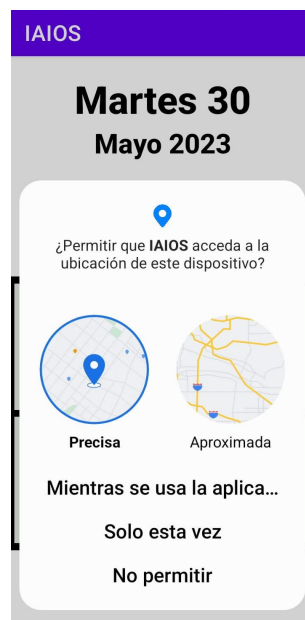 IAIOS
Martes 30
Mayo 2023
¿Permitir que IAIOS acceda a la
ubicación de este dispositivo?
Precisa
Aproximada
Mientras se usa la aplica...
Solo esta vez
No permitir